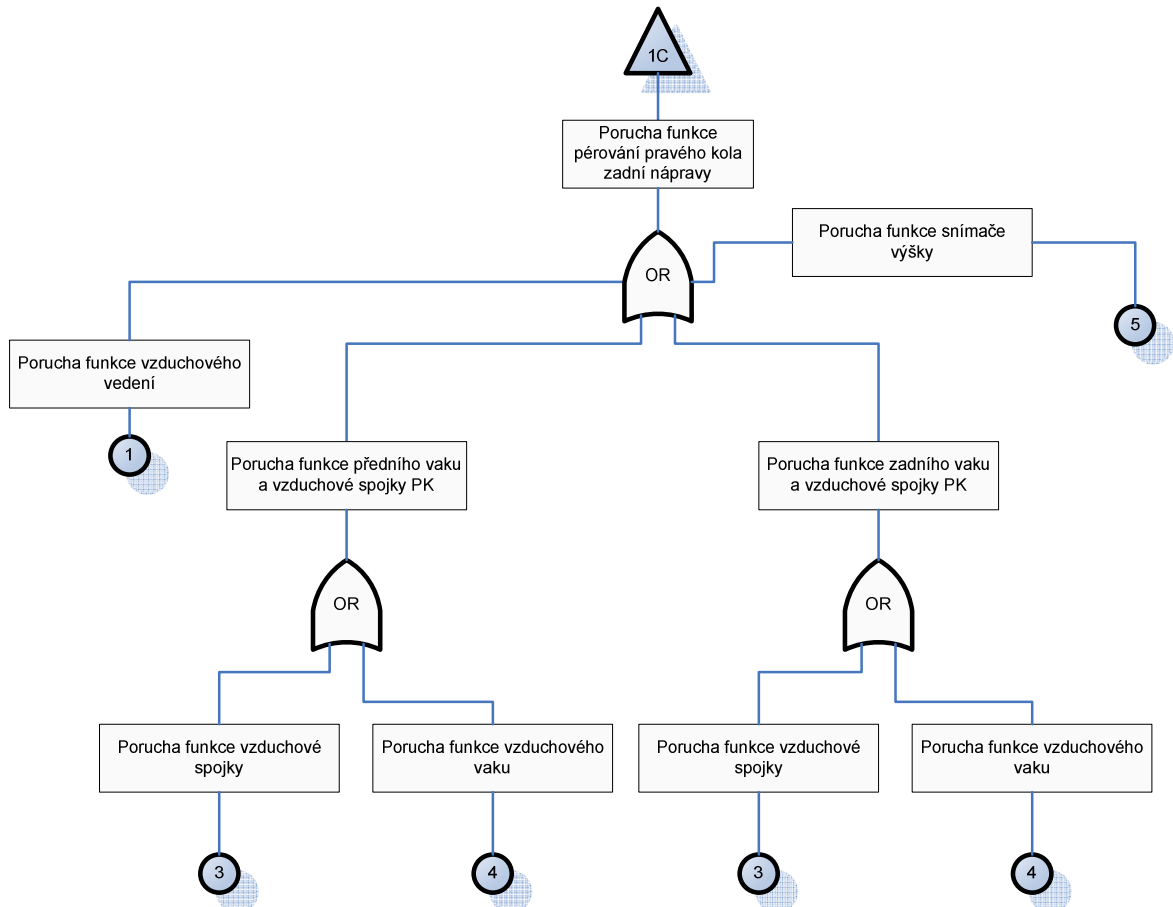 1C
Porucha funkce
pérování pravého kola
zadní nápravy
Porucha funkce snímače
výšky
OR
5
Porucha funkce vzduchového
vedení
1
Porucha funkce předního vaku
a vzduchové spojky PK
Porucha funkce zadního vaku
a vzduchové spojky PK
OR
OR
Porucha funkce vzduchové
spojky
Porucha funkce vzduchového
vaku
Porucha funkce vzduchové
spojky
Porucha funkce vzduchového
vaku
3
4
3
4